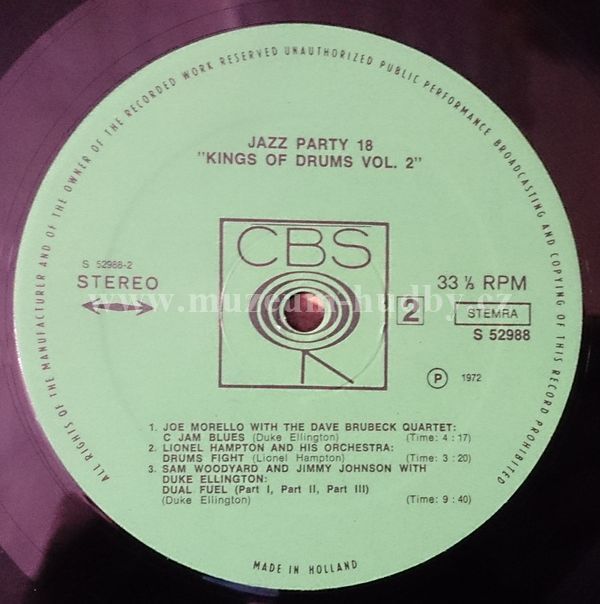 ALL RIGHTS OF THE MANUFACTURER AND OF THE OWNER OF THE RECORDED WORK RESERVED UNAUTHORIZED PUBLIC PERFORMANCE BROADCASTING AND COPYING OF THIS RECORD PROHIBITED
JAZZ PARTY 18
"KINGS OF DRUMS VOL. 2"
CBS
S 52988-2
STEREO
33⅓ RPM
2
STEMRA
S 52988
www.muzeum-hudby.cz
P 1972
1. JOE MORELLO WITH THE DAVE BRUBECK QUARTET:
C JAM BLUES (Duke Ellington) (Time: 4:17)
2. LIONEL HAMPTON AND HIS ORCHESTRA:
DRUMS FIGHT (Lionel Hampton) (Time: 3:20)
3. SAM WOODYARD AND JIMMY JOHNSON WITH
DUKE ELLINGTON:
DUAL FUEL (Part I, Part II, Part III)
(Duke Ellington) (Time: 9:40)
MADE IN HOLLAND